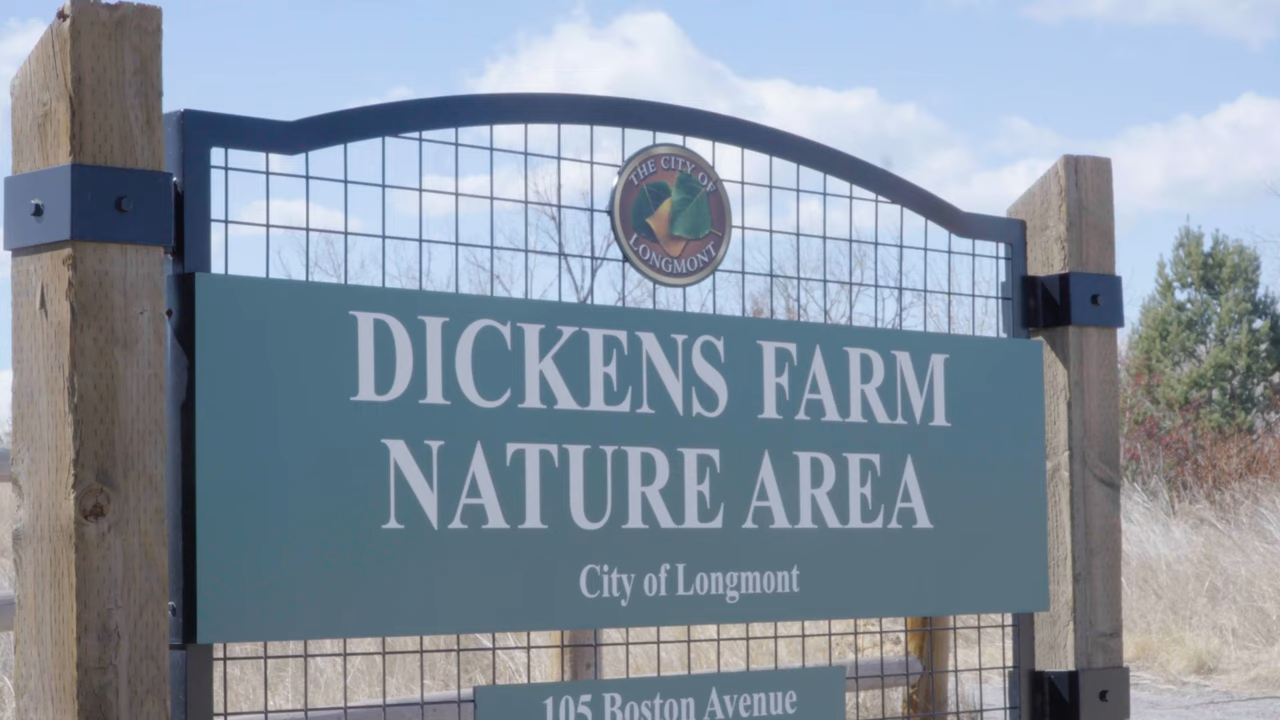 THE CITY OF
LONGMONT
DICKENS FARM
NATURE AREA
City of Longmont
105 Boston Avenue